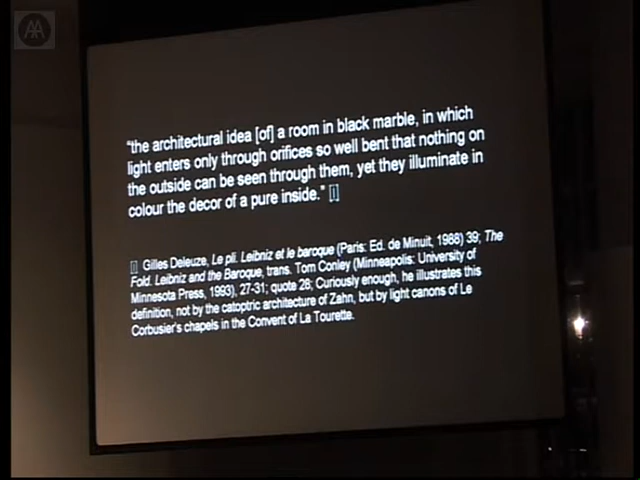 AA
"the architectural idea [of] a room in black marble, in which
light enters only through orifices so well bent that nothing on
the outside can be seen through them, yet they illuminate in
colour the decor of a pure inside." [i]
[i] Gilles Deleuze, Le pli. Leibniz et le baroque (Paris: Ed. de Minuit, 1988) 39; The
Fold. Leibniz and the Baroque, trans. Tom Conley (Minneapolis: University of
Minnesota Press, 1993), 27-31; quote 28; Curiously enough, he illustrates this
definition, not by the catoptric architecture of Zahn, but by light canons of Le
Corbusier's chapels in the Convent of La Tourette.